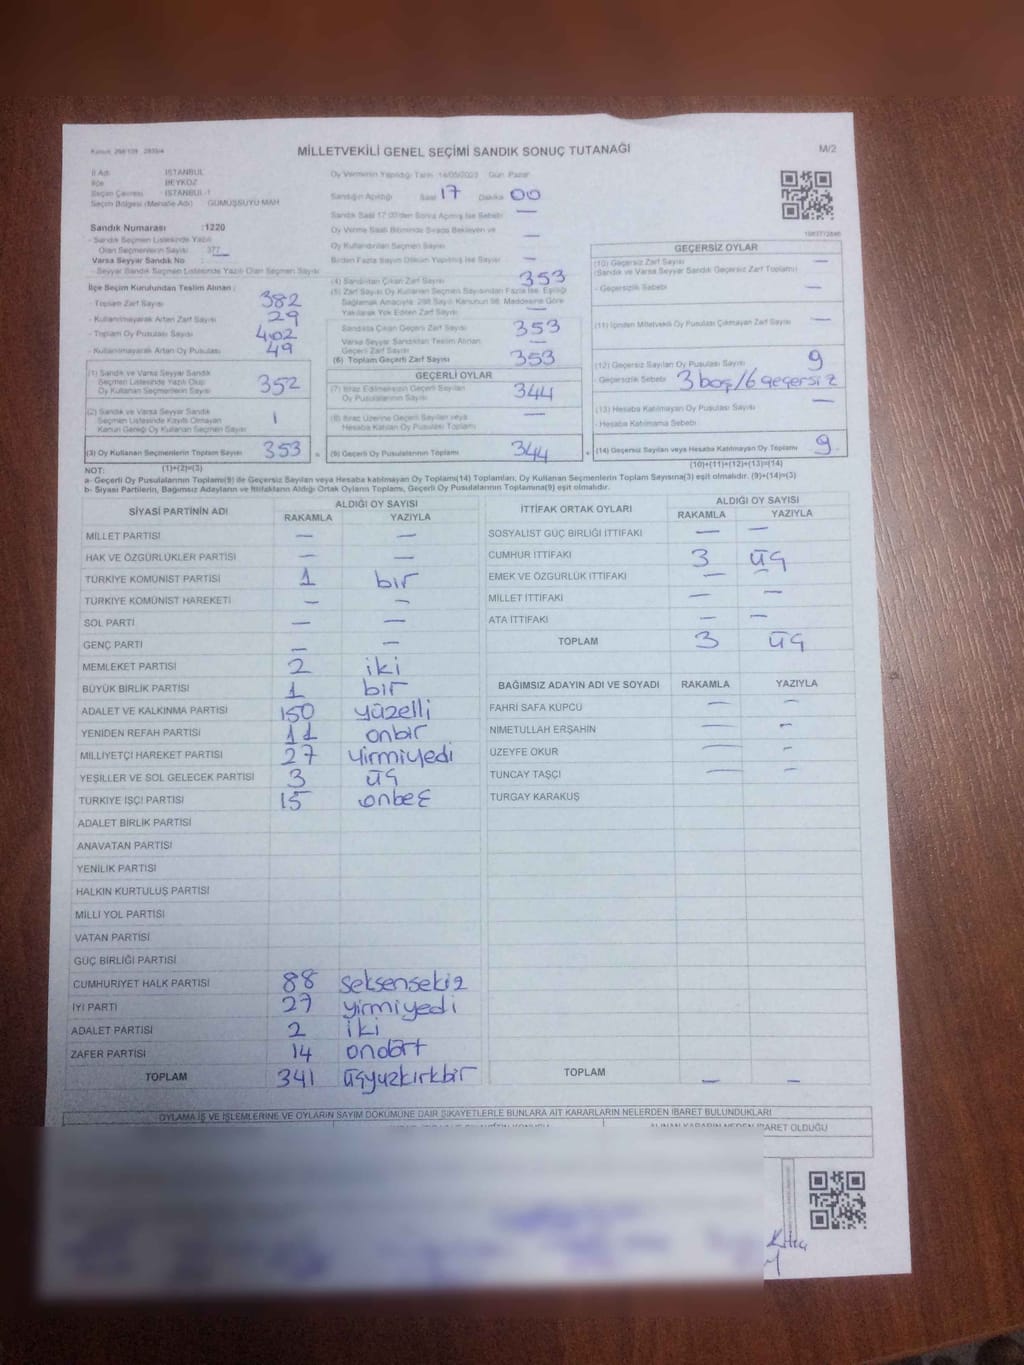 MİLLETVEKİLİ GENEL SEÇİMİ SANDIK SONUÇ TUTANAĞI
M/2
İl Adı İSTANBUL
İlçe BEYKOZ
Seçim Çevresi İSTANBUL-1
Seçim Bölgesi (Mahalle Adı) GÜMÜŞSUYU MAH
Sandık Numarası :1220
- Sandık Seçmen Listesinde Yazılı
Olan Seçmenlerin Sayısı 377
Varsa Seyyar Sandık No :
- Seyyar Sandık Seçmen Listesinde Yazılı Olan Seçmen Sayısı
İlçe Seçim Kurulundan Teslim Alınan :
- Toplam Zarf Sayısı 382
- Kullanılmayarak Artan Zarf Sayısı 29
- Toplam Oy Pusulası Sayısı 402
- Kullanılmayarak Artan Oy Pusulası 49
(1) Sandık ve Varsa Seyyar Sandık
Seçmen Listesinde Yazılı Olup
Oy Kullanan Seçmenlerin Sayısı 352
(2) Sandık ve Varsa Seyyar Sandık
Seçmen Listesinde Kayıtlı Olmayan
Kanun Gereği Oy Kullanan Seçmen Sayısı 1
(3) Oy Kullanan Seçmenlerin Toplam Sayısı 353
Oy Vermenin Yapıldığı Tarih 14/05/2023 Gün Pazar
Sandığın Açıldığı Saat 17 Dakika 00
Sandık Saat 17:00'den Sonra Açılmış İse Sebebi —
Oy Verme Saati Bitiminde Sırada Bekleyen ve
Oy Kullandırılan Seçmen Sayısı —
Birden Fazla Sayım Döküm Yapılmış İse Sayısı —
(4) Sandıktan Çıkan Zarf Sayısı 353
(5) Zarf Sayısı Oy Kullanan Seçmen Sayısından Fazla İse, Eşitliği
Sağlamak Amacıyla, 298 Sayılı Kanunun 98. Maddesine Göre
Yakılarak Yok Edilen Zarf Sayısı —
Sandıkta Çıkan Geçerli Zarf Sayısı 353
Varsa Seyyar Sandıktan Teslim Alınan
Geçerli Zarf Sayısı —
(6) Toplam Geçerli Zarf Sayısı 353
GEÇERLİ OYLAR
(7) İtiraz Edilmeksizin Geçerli Sayılan
Oy Pusulalarının Sayısı 344
(8) İtiraz Üzerine Geçerli Sayılan veya
Hesaba Katılan Oy Pusulaları Toplamı —
(9) Geçerli Oy Pusulalarının Toplamı 344
GEÇERSİZ OYLAR
(10) Geçersiz Zarf Sayısı —
(Sandık ve Varsa Seyyar Sandık Geçersiz Zarf Toplamı)
- Geçersizlik Sebebi —
(11) İçinden Milletvekili Oy Pusulası Çıkmayan Zarf Sayısı —
(12) Geçersiz Sayılan Oy Pusulası Sayısı 9
- Geçersizlik Sebebi 3 boş/6 geçersiz
(13) Hesaba Katılmayan Oy Pusulası Sayısı —
- Hesaba Katılmama Sebebi
(14) Geçersiz Sayılan veya Hesaba Katılmayan Oy Toplamı 9
NOT: (1)+(2)=(3) (10)+(11)+(12)+(13)=(14)
a- Geçerli Oy Pusulalarının Toplamı(9) ile Geçersiz Sayılan veya Hesaba katılmayan Oy Toplamı(14) Toplamları, Oy Kullanan Seçmenlerin Toplam Sayısına(3) eşit olmalıdır. (9)+(14)=(3)
b- Siyasi Partilerin, Bağımsız Adayların ve İttifakların Aldığı Ortak Oyların Toplamı, Geçerli Oy Pusulalarının Toplamına(9) eşit olmalıdır.
SİYASİ PARTİNİN ADI ALDIĞI OY SAYISI
RAKAMLA YAZIYLA
MİLLET PARTİSİ — —
HAK VE ÖZGÜRLÜKLER PARTİSİ — —
TÜRKİYE KOMÜNİST PARTİSİ 1 bir
TÜRKİYE KOMÜNİST HAREKETİ — —
SOL PARTİ — —
GENÇ PARTİ — —
MEMLEKET PARTİSİ 2 iki
BÜYÜK BİRLİK PARTİSİ 1 bir
ADALET VE KALKINMA PARTİSİ 150 yüzelli
YENİDEN REFAH PARTİSİ 11 onbir
MİLLİYETÇİ HAREKET PARTİSİ 27 yirmiyedi
YEŞİLLER VE SOL GELECEK PARTİSİ 3 üç
TÜRKİYE İŞÇİ PARTİSİ 15 onbeş
ADALET BİRLİK PARTİSİ
ANAVATAN PARTİSİ
YENİLİK PARTİSİ
HALKIN KURTULUŞ PARTİSİ
MİLLİ YOL PARTİSİ
VATAN PARTİSİ
GÜÇ BİRLİĞİ PARTİSİ
CUMHURİYET HALK PARTİSİ 88 seksensekiz
İYİ PARTİ 27 yirmiyedi
ADALET PARTİSİ 2 iki
ZAFER PARTİSİ 14 ondört
TOPLAM 341 üçyüzkırkbir
İTTİFAK ORTAK OYLARI ALDIĞI OY SAYISI
RAKAMLA YAZIYLA
SOSYALİST GÜÇ BİRLİĞİ İTTİFAKI — —
CUMHUR İTTİFAKI 3 üç
EMEK VE ÖZGÜRLÜK İTTİFAKI — —
MİLLET İTTİFAKI — —
ATA İTTİFAKI — —
TOPLAM 3 üç
BAĞIMSIZ ADAYIN ADI VE SOYADI RAKAMLA YAZIYLA
FAHRİ SAFA KÜPCÜ — —
NİMETULLAH ERŞAHİN — —
ÜZEYFE OKUR — —
TUNCAY TAŞÇI — —
TURGAY KARAKUŞ
TOPLAM — —
OYLAMA İŞ VE İŞLEMLERİNE VE OYLARIN SAYIM DÖKÜMÜNE DAİR ŞİKAYETLERLE BUNLARA AİT KARARLARIN NELERDEN İBARET BULUNDUKLARI
ALINAN KARARIN NEDEN İBARET OLDUĞU